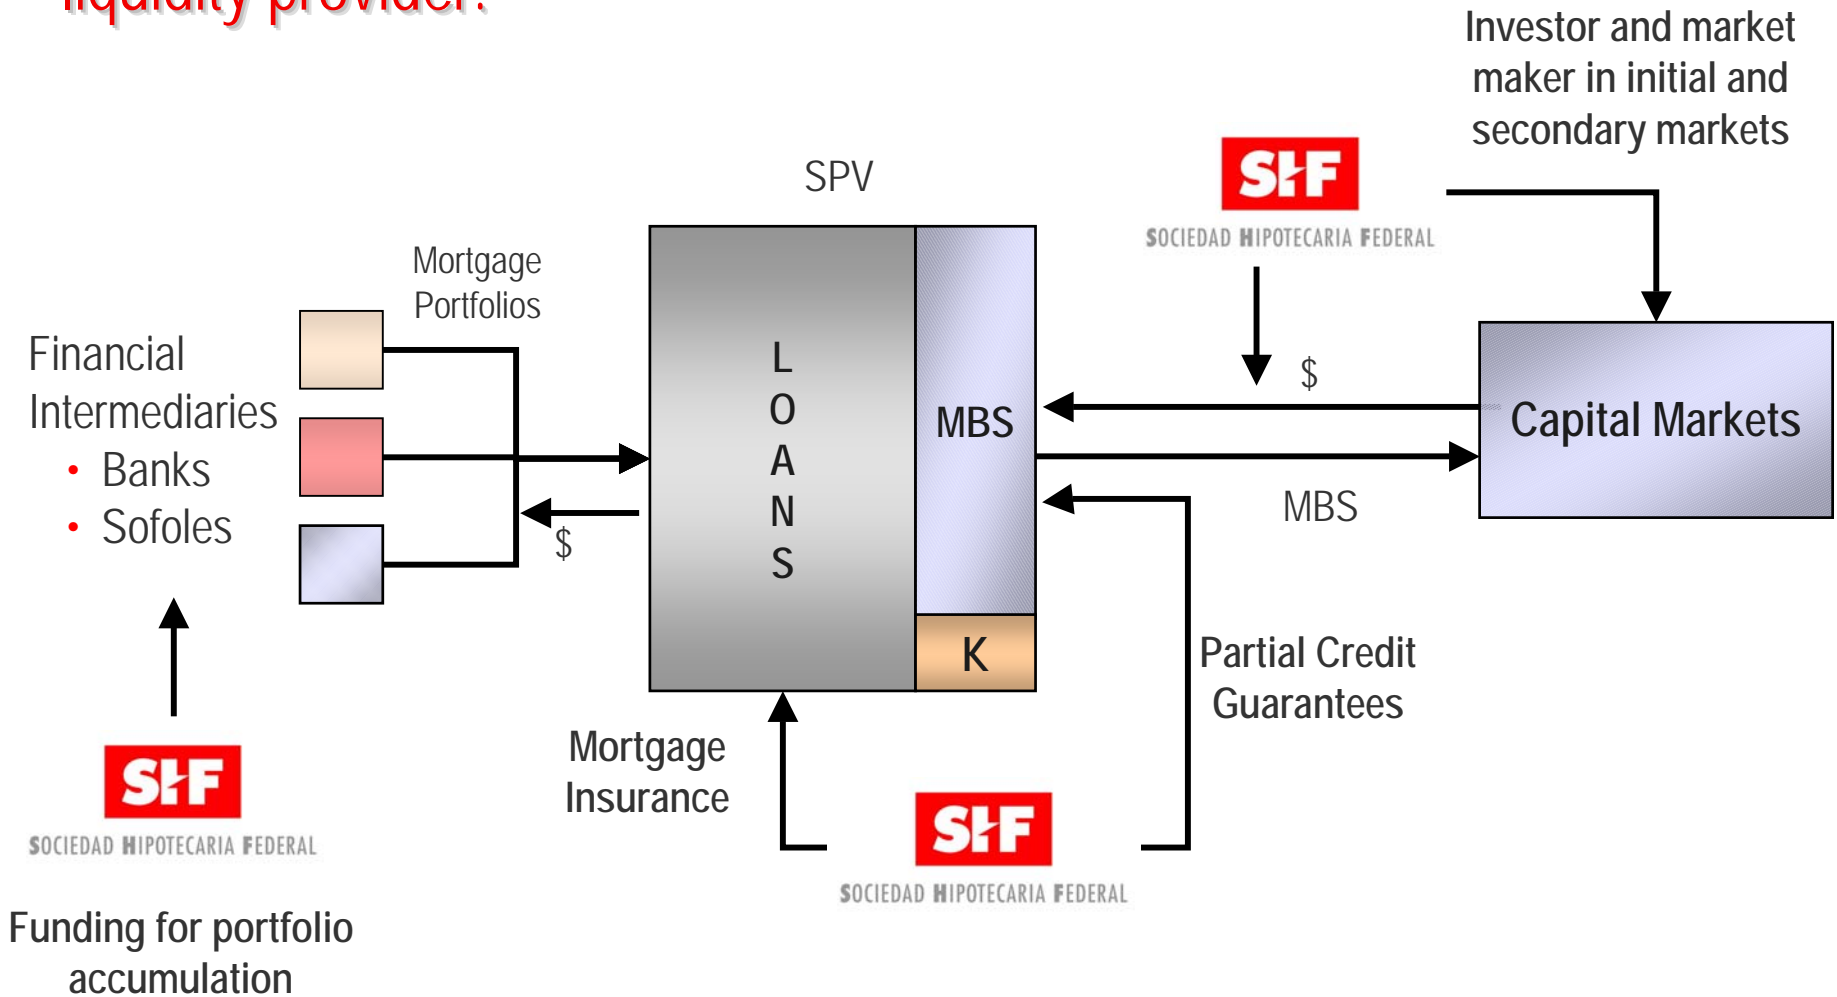 liquidity provider.
Investor and market
maker in initial and
secondary markets
SPV
SHF
SOCIEDAD HIPOTECARIA FEDERAL
Mortgage
Portfolios
Financial
Intermediaries
• Banks
• Sofoles
$
L
O
A
N
S
MBS
K
$
MBS
Capital Markets
Partial Credit
Guarantees
Mortgage
Insurance
SHF
SOCIEDAD HIPOTECARIA FEDERAL
SHF
SOCIEDAD HIPOTECARIA FEDERAL
Funding for portfolio
accumulation